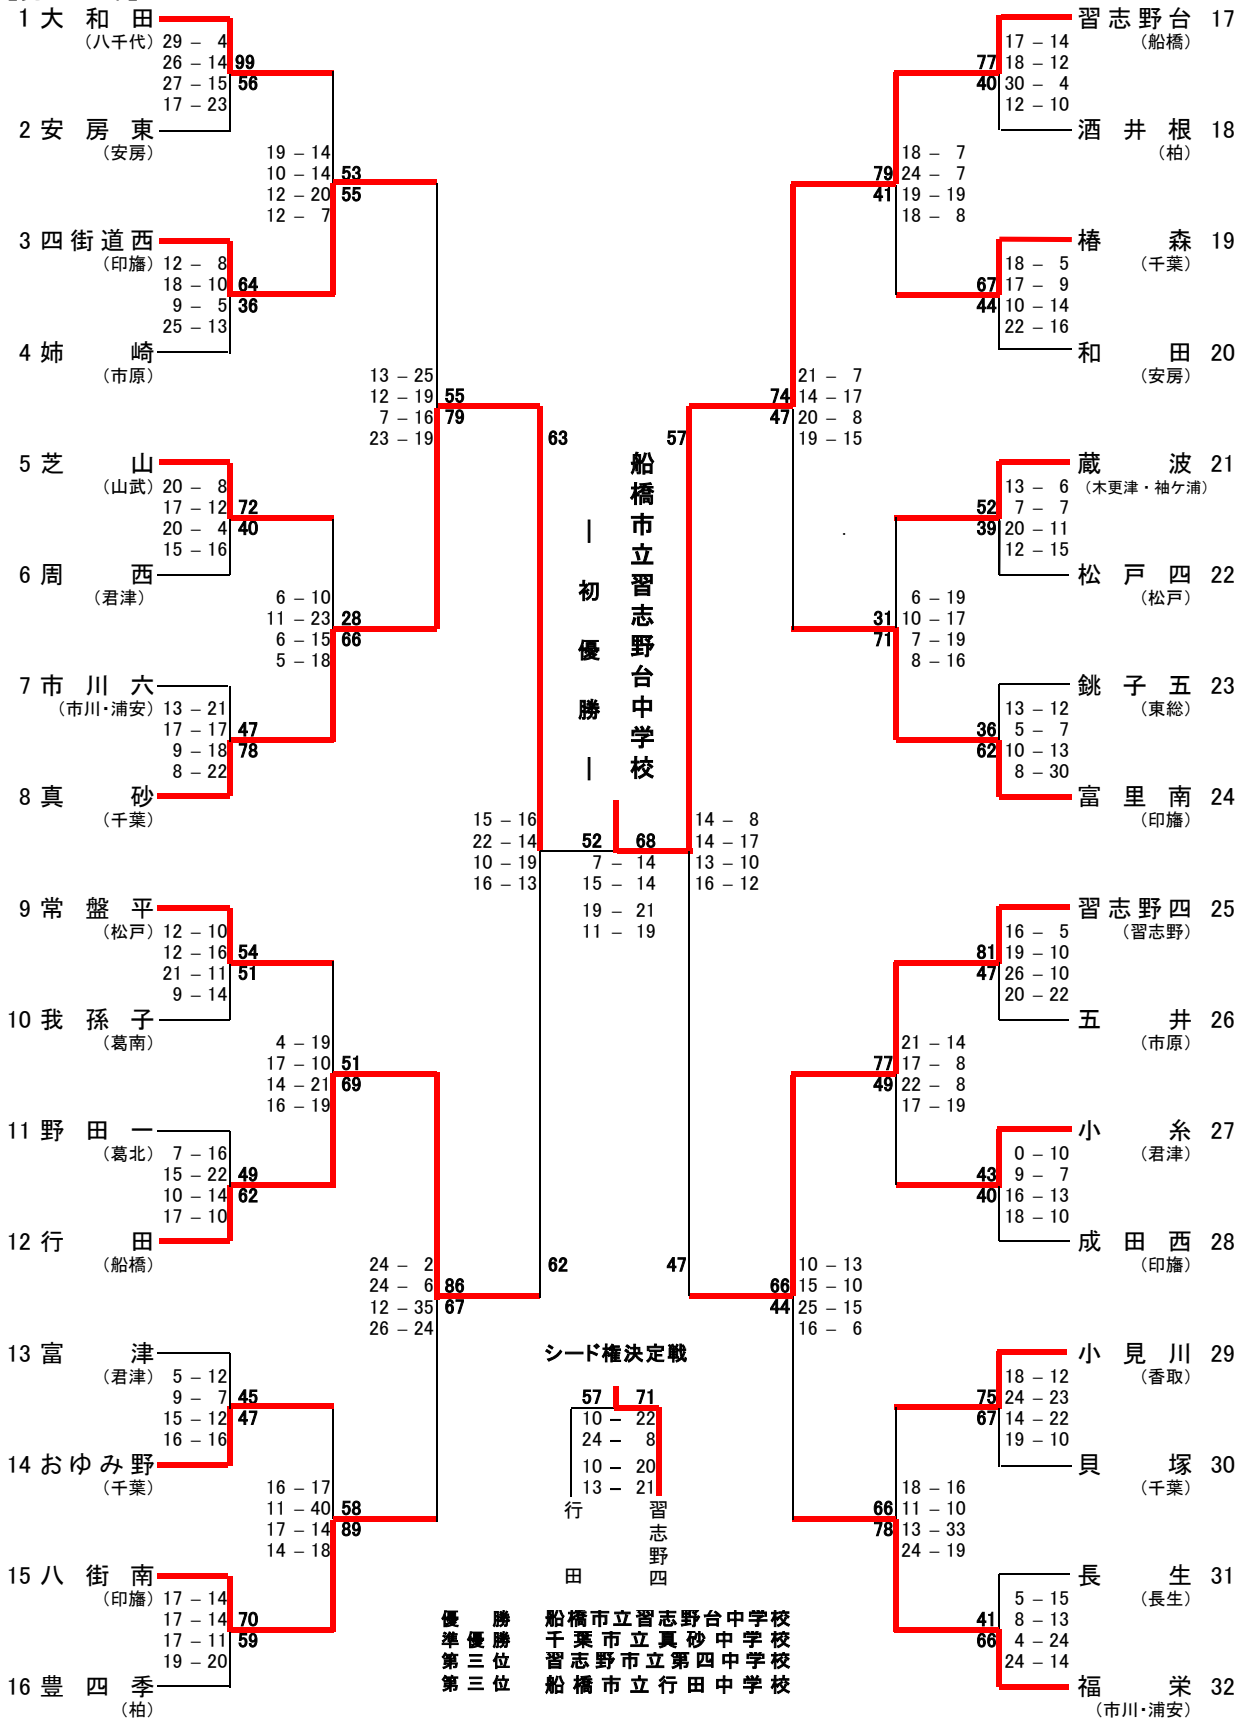 1 大和田
(八千代)
29 － 4
26 － 14
27 － 15
17 － 23
99
56
2 安房東
(安房)
19 － 14
10 － 14
12 － 20
12 － 7
53
55
3 四街道西
(印旛)
12 － 8
18 － 10
9 － 5
25 － 13
64
36
4 姉崎
(市原)
13 － 25
12 － 19
7 － 16
23 － 19
55
79
5 芝山
(山武)
20 － 8
17 － 12
20 － 4
15 － 16
72
40
6 周西
(君津)
6 － 10
11 － 23
6 － 15
5 － 18
28
66
7 市川六
(市川・浦安)
13 － 21
17 － 17
9 － 18
8 － 22
47
78
8 真砂
(千葉)
15 － 16
22 － 14
10 － 19
16 － 13
63
62
9 常盤平
(松戸)
12 － 10
12 － 16
21 － 11
9 － 14
54
51
10 我孫子
(葛南)
4 － 19
17 － 10
14 － 21
16 － 19
51
69
11 野田一
(葛北)
7 － 16
15 － 22
10 － 14
17 － 10
49
62
12 行田
(船橋)
24 － 2
24 － 6
12 － 35
26 － 24
86
67
13 富津
(君津)
5 － 12
9 － 7
15 － 12
16 － 16
45
47
14 おゆみ野
(千葉)
16 － 17
11 － 40
17 － 14
14 － 18
58
89
15 八街南
(印旛)
17 － 14
17 － 14
17 － 11
19 － 20
70
59
16 豊四季
(柏)
船橋市立習志野台中学校
｜初優勝｜
52 68
7 － 14
15 － 14
19 － 21
11 － 19
習志野台 17
(船橋)
17 － 14
18 － 12
30 － 4
12 － 10
77
40
酒井根 18
(柏)
18 － 7
24 － 7
19 － 19
18 － 8
79
41
椿森 19
(千葉)
18 － 5
17 － 9
10 － 14
22 － 16
67
44
和田 20
(安房)
21 － 7
14 － 17
20 － 8
19 － 15
74
47
蔵波 21
(木更津・袖ケ浦)
13 － 6
7 － 7
20 － 11
12 － 15
52
39
松戸四 22
(松戸)
6 － 19
10 － 17
7 － 19
8 － 16
31
71
銚子五 23
(東総)
13 － 12
5 － 7
10 － 13
8 － 30
36
62
富里南 24
(印旛)
14 － 8
14 － 17
13 － 10
16 － 12
57
47
習志野四 25
(習志野)
16 － 5
19 － 10
26 － 10
20 － 22
81
47
五井 26
(市原)
21 － 14
17 － 8
22 － 8
17 － 19
77
49
小糸 27
(君津)
0 － 10
9 － 7
16 － 13
18 － 10
43
40
成田西 28
(印旛)
10 － 13
15 － 10
25 － 15
16 － 6
66
44
小見川 29
(香取)
18 － 12
24 － 23
14 － 22
19 － 10
75
67
貝塚 30
(千葉)
18 － 16
11 － 10
13 － 33
24 － 19
66
78
長生 31
(長生)
5 － 15
8 － 13
4 － 24
24 － 14
41
66
福栄 32
(市川・浦安)
シード権決定戦
57 71
10 － 22
24 － 8
10 － 20
13 － 21
行田
習志野四
優勝 船橋市立習志野台中学校
準優勝 千葉市立真砂中学校
第三位 習志野市立第四中学校
第三位 船橋市立行田中学校